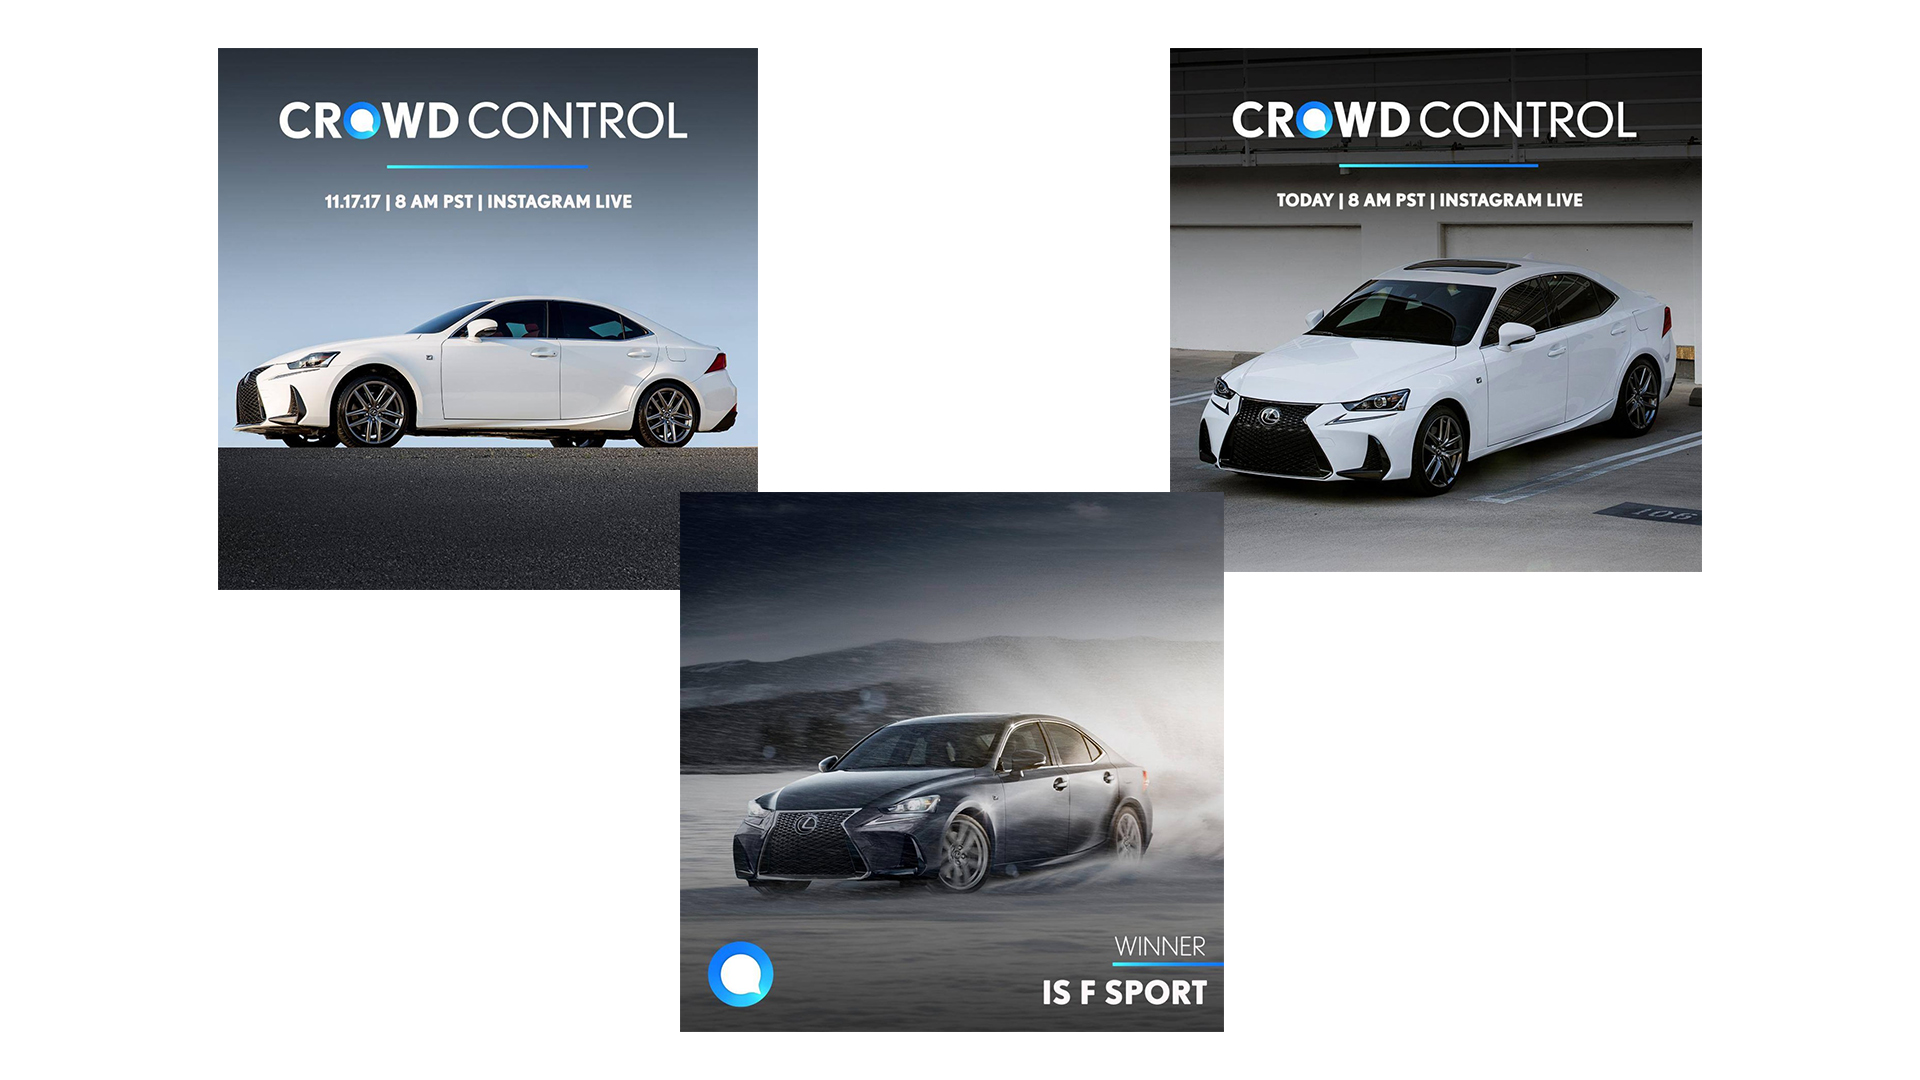 CROWD CONTROL
11.17.17 | 8 AM PST | INSTAGRAM LIVE
CROWD CONTROL
TODAY | 8 AM PST | INSTAGRAM LIVE
106
WINNER
IS F SPORT